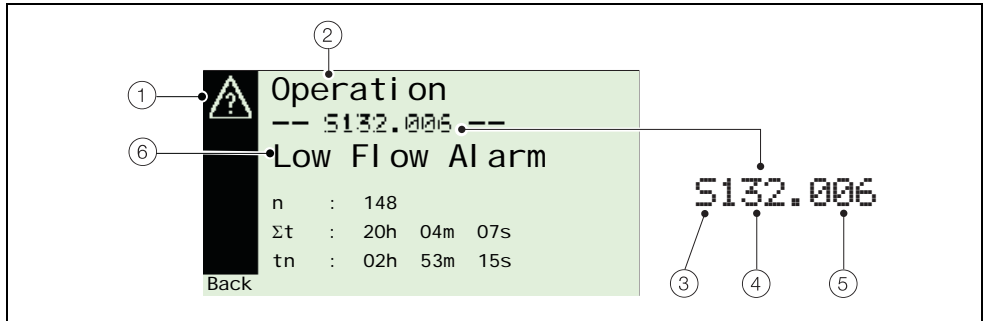 2
1
?
Operation
-- S132.006 --
6
Low Flow Alarm
S132.006
n : 148
Σt : 20h 04m 07s
tn : 02h 53m 15s
3
4
5
Back